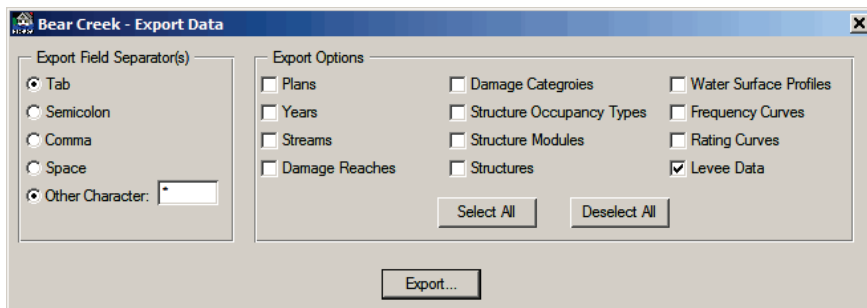 Bear Creek - Export Data
Export Field Separator(s)
Tab
Semicolon
Comma
Space
Other Character: *
Export Options
Plans
Years
Streams
Damage Reaches
Damage Categroies
Structure Occupancy Types
Structure Modules
Structures
Water Surface Profiles
Frequency Curves
Rating Curves
Levee Data
Select All
Deselect All
Export...